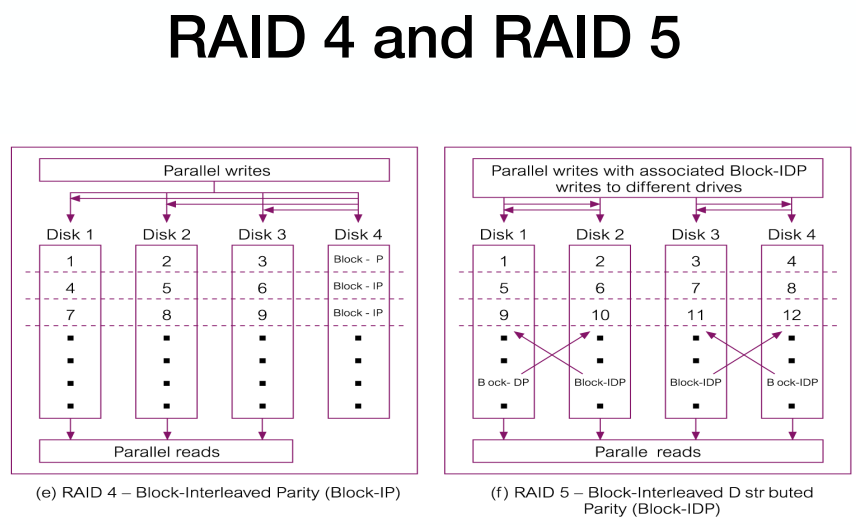 RAID 4 and RAID 5
Parallel writes
Disk 1 Disk 2 Disk 3 Disk 4
1 2 3 Block - P
4 5 6 Block - IP
7 8 9 Block - IP
Parallel reads
(e) RAID 4 – Block-Interleaved Parity (Block-IP)
Parallel writes with associated Block-IDP
writes to different drives
Disk 1 Disk 2 Disk 3 Disk 4
1 2 3 4
5 6 7 8
9 10 11 12
B ock- DP Block-IDP Block-IDP B ock-IDP
Paralle reads
(f) RAID 5 – Block-Interleaved D str buted
Parity (Block-IDP)